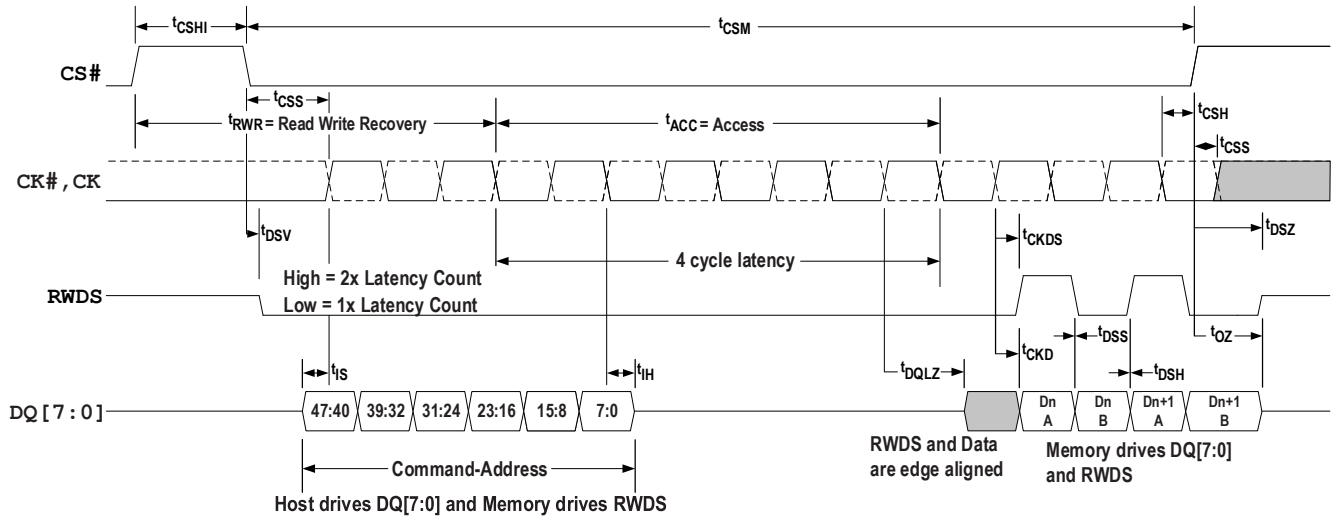 tCSHI
tCSM
CS#
tCSS
tRWR = Read Write Recovery
tACC = Access
tCSH
tCSS
CK#,CK
tDSV
tCKDS
tDSZ
4 cycle latency
High = 2x Latency Count
Low = 1x Latency Count
RWDS
tIS
tIH
tDQLZ
tCKD
tDSS
tDSH
tOZ
DQ[7:0]
47:40 39:32 31:24 23:16 15:8 7:0
Dn A
Dn B
Dn+1 A
Dn+1 B
Command-Address
Host drives DQ[7:0] and Memory drives RWDS
RWDS and Data
are edge aligned
Memory drives DQ[7:0]
and RWDS